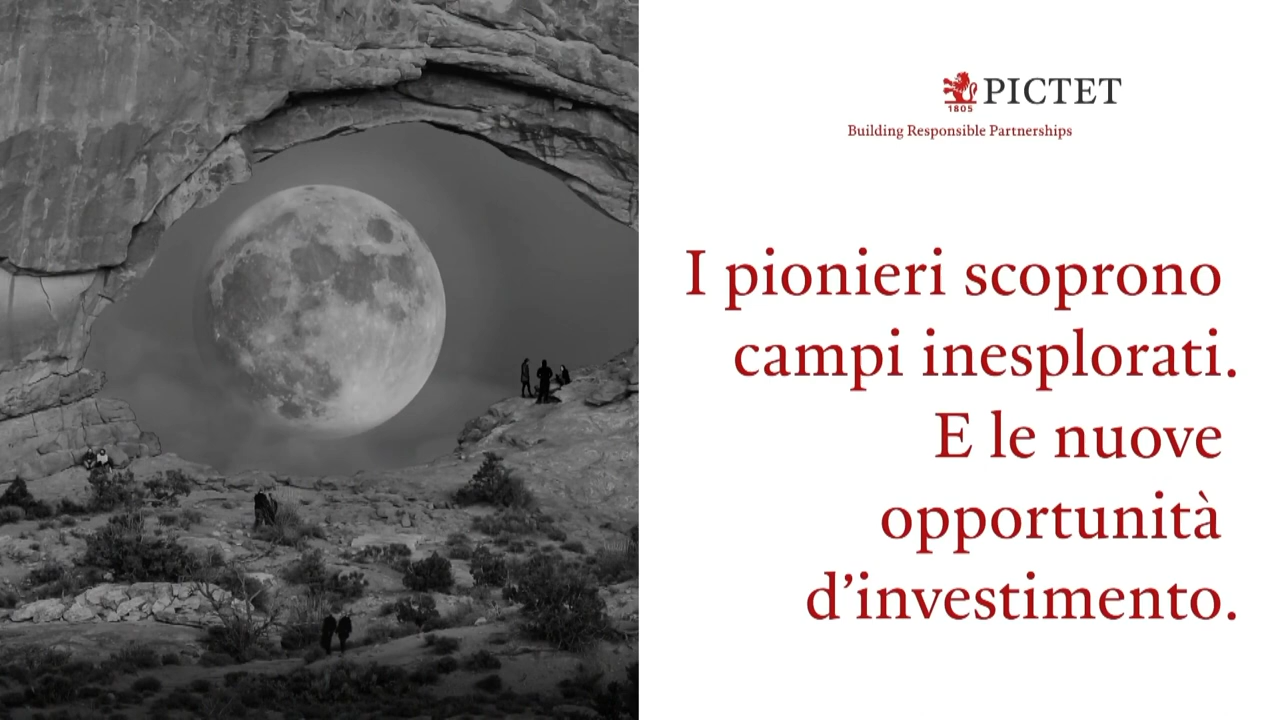 1805
PICTET
Building Responsible Partnerships
I pionieri scoprono
campi inesplorati.
E le nuove
opportunità
d’investimento.